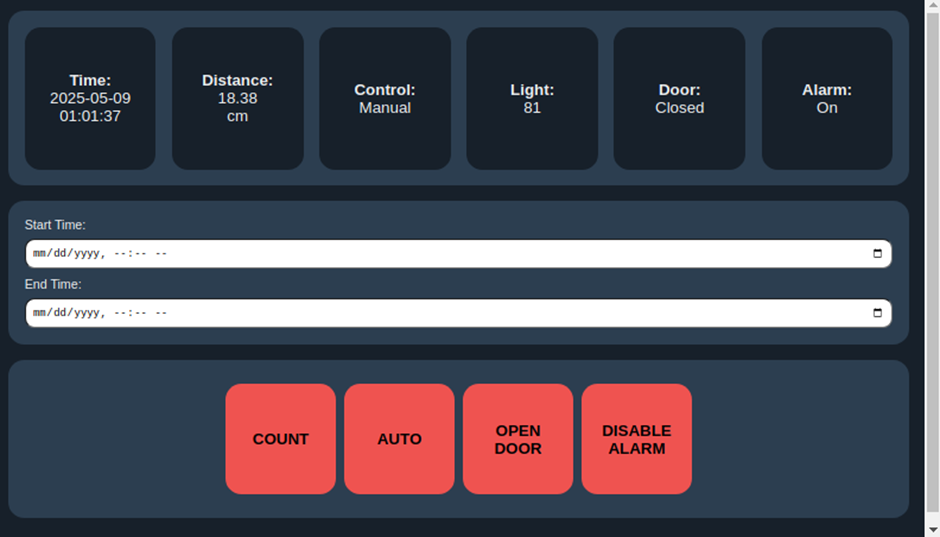 Time:
2025-05-09
01:01:37
Distance:
18.38
cm
Control:
Manual
Light:
81
Door:
Closed
Alarm:
On
Start Time:
mm/dd/yyyy, --:-- --
End Time:
mm/dd/yyyy, --:-- --
COUNT
AUTO
OPEN
DOOR
DISABLE
ALARM